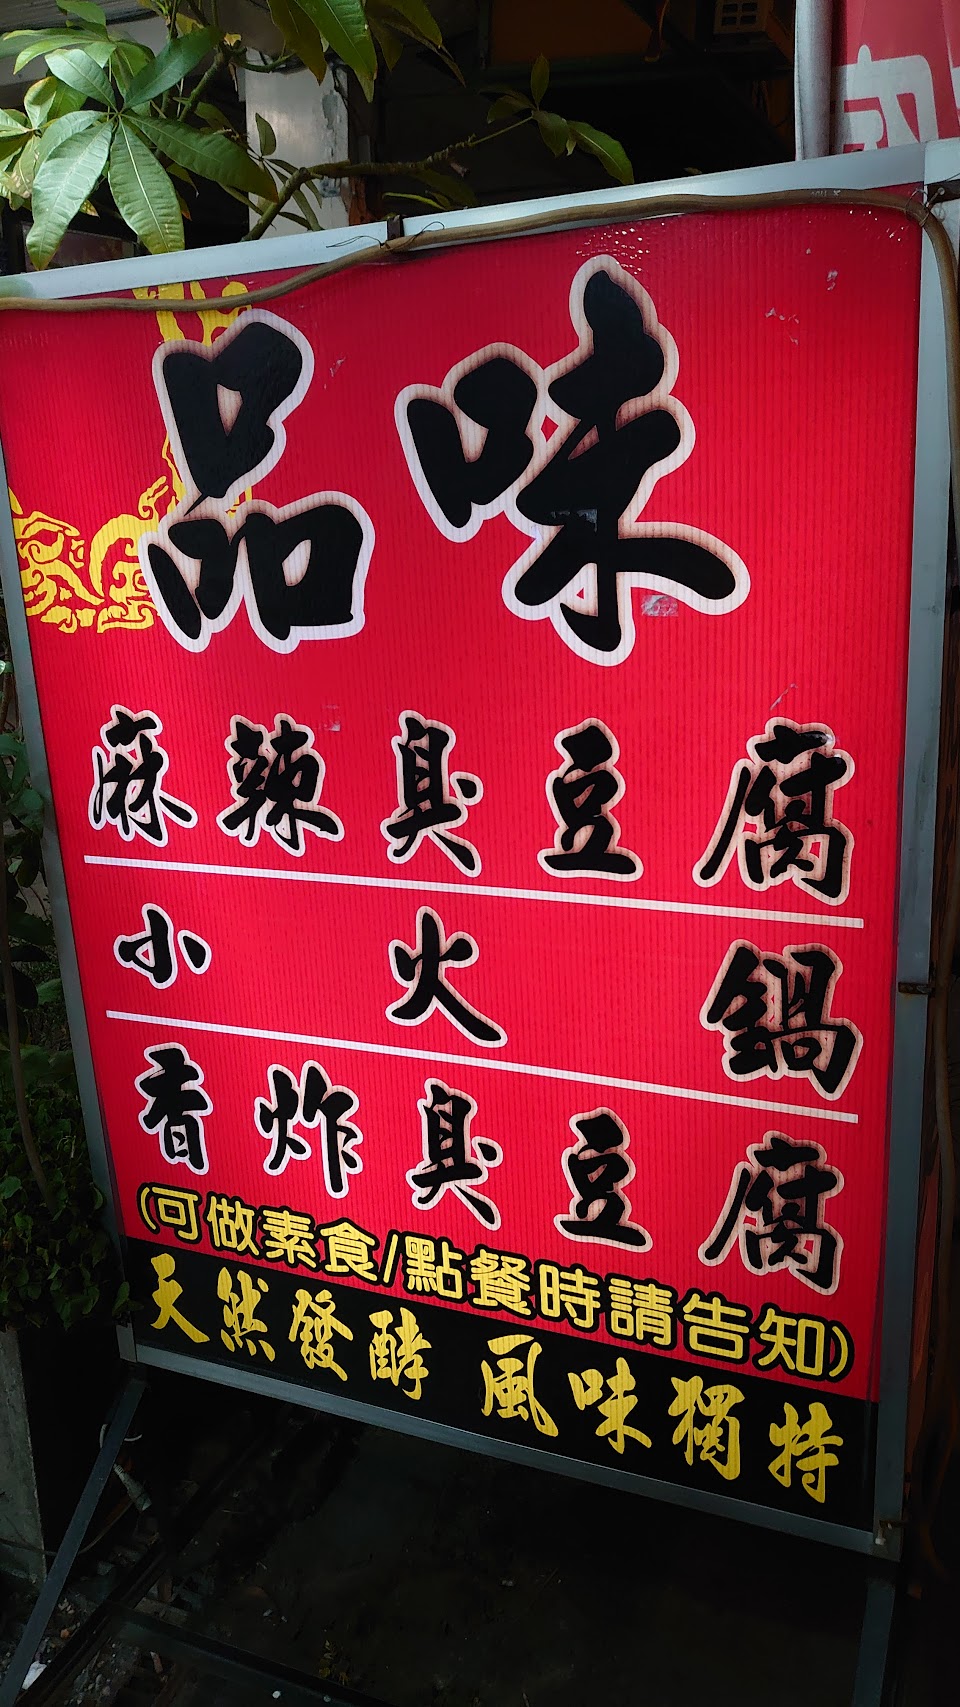 品味
麻辣臭豆腐
小火鍋
香炸臭豆腐
(可做素食/點餐時請告知)
天然發酵 風味獨特